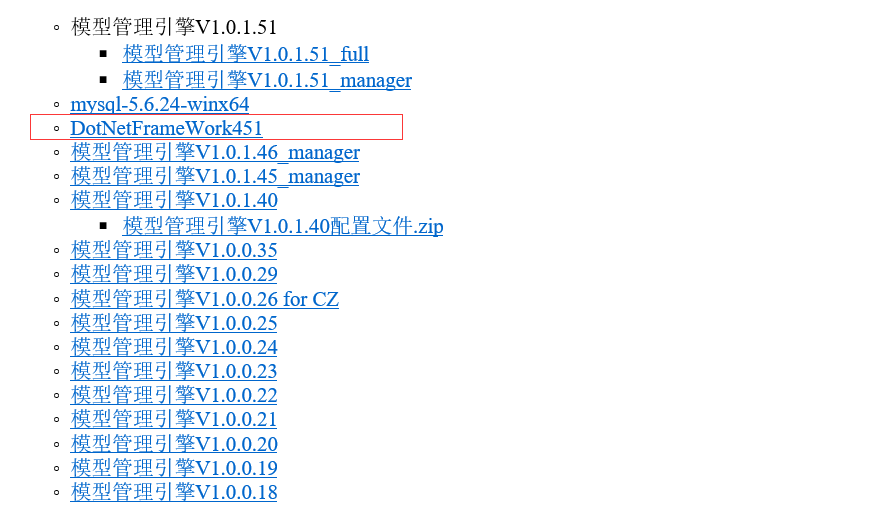 模型管理引擎V1.0.1.51
模型管理引擎V1.0.1.51_full
模型管理引擎V1.0.1.51_manager
mysql-5.6.24-winx64
DotNetFrameWork451
模型管理引擎V1.0.1.46_manager
模型管理引擎V1.0.1.45_manager
模型管理引擎V1.0.1.40
模型管理引擎V1.0.1.40配置文件.zip
模型管理引擎V1.0.0.35
模型管理引擎V1.0.0.29
模型管理引擎V1.0.0.26 for CZ
模型管理引擎V1.0.0.25
模型管理引擎V1.0.0.24
模型管理引擎V1.0.0.23
模型管理引擎V1.0.0.22
模型管理引擎V1.0.0.21
模型管理引擎V1.0.0.20
模型管理引擎V1.0.0.19
模型管理引擎V1.0.0.18